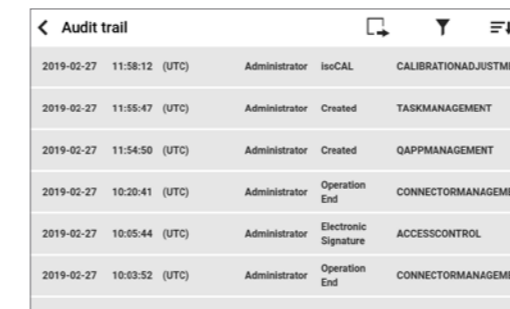 Audit trail
2019-02-27 11:58:12 (UTC) Administrator isoCAL CALIBRATIONADJUSTME
2019-02-27 11:55:47 (UTC) Administrator Created TASKMANAGEMENT
2019-02-27 11:54:50 (UTC) Administrator Created QAPPMANAGEMENT
2019-02-27 10:20:41 (UTC) Administrator Operation End CONNECTORMANAGEME
2019-02-27 10:05:44 (UTC) Administrator Electronic Signature ACCESSCONTROL
2019-02-27 10:03:52 (UTC) Administrator Operation End CONNECTORMANAGEME